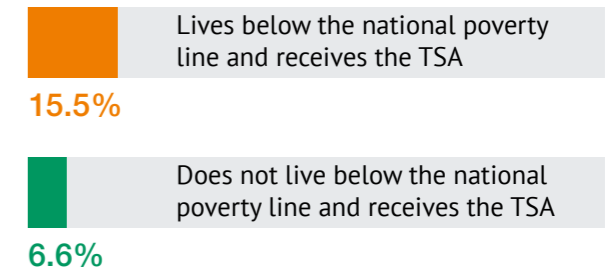 Lives below the national poverty
line and receives the TSA
15.5%
Does not live below the national
poverty line and receives the TSA
6.6%